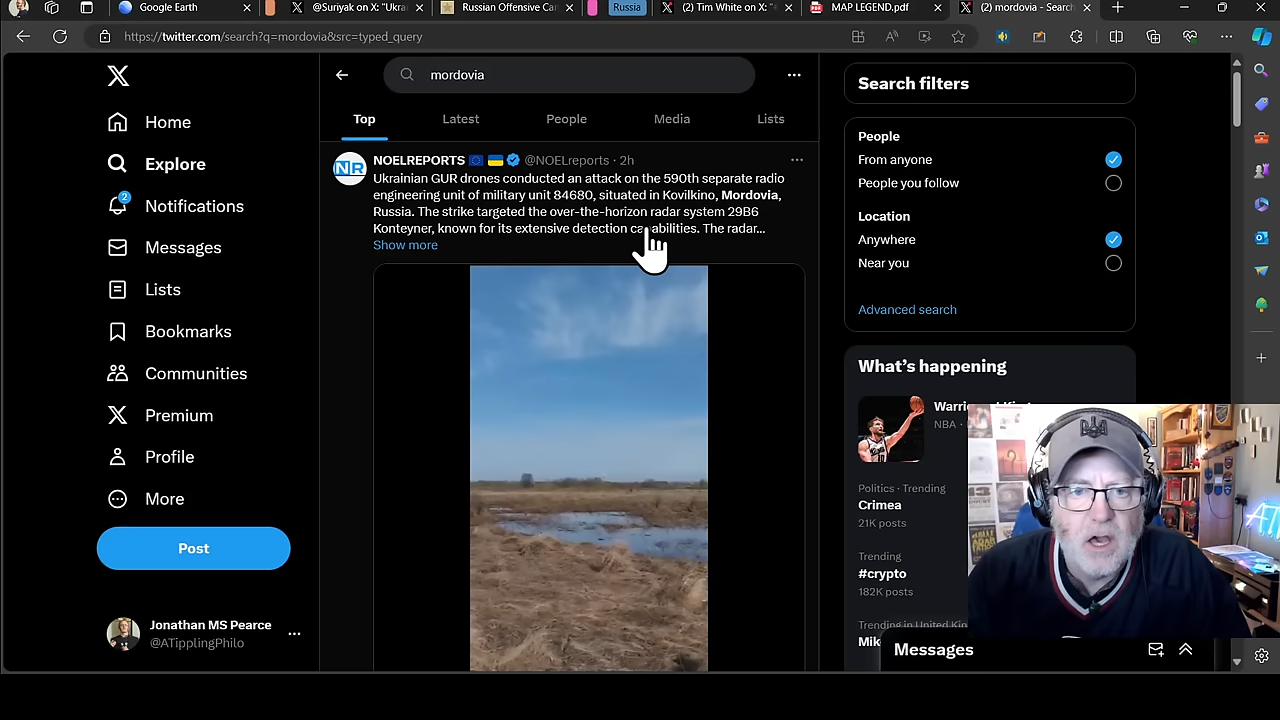 Google Earth
@Suriyak on X: "Ukra
Russian Offensive Car
Russia
(2) Tim White on X: "
MAP LEGEND.pdf
(2) mordovia - Search
https://twitter.com/search?q=mordovia&src=typed_query
mordovia
Top
Latest
People
Media
Lists
Home
Explore
2
Notifications
Messages
Lists
Bookmarks
Communities
Premium
Profile
More
Post
Jonathan MS Pearce
@ATipplingPhilo
NR
NOELREPORTS @NOELreports · 2h
Ukrainian GUR drones conducted an attack on the 590th separate radio
engineering unit of military unit 84680, situated in Kovilkino, Mordovia,
Russia. The strike targeted the over-the-horizon radar system 29B6
Konteyner, known for its extensive detection capabilities. The radar...
Show more
Search filters
People
From anyone
People you follow
Location
Anywhere
Near you
Advanced search
What's happening
NBA ·
Politics · Trending
Crimea
21K posts
Trending
#crypto
182K posts
Trending in United Kin
Mik
Messages